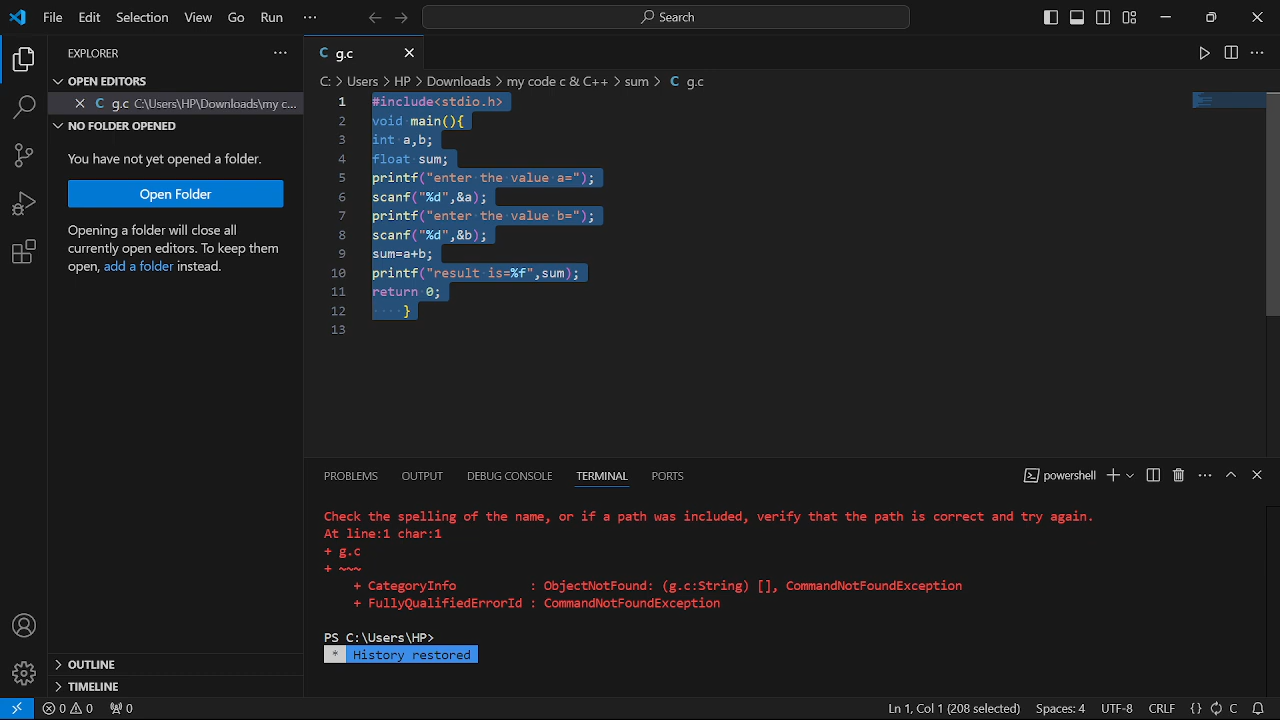 File Edit Selection View Go Run ··· Search
EXPLORER ···
OPEN EDITORS
g.c C:\Users\HP\Downloads\my c...
NO FOLDER OPENED
You have not yet opened a folder.
Open Folder
Opening a folder will close all
currently open editors. To keep them
open, add a folder instead.
OUTLINE
TIMELINE
C g.c
C: > Users > HP > Downloads > my code c & C++ > sum > C g.c
1 #include<stdio.h>
2 void main(){
3 int a,b;
4 float sum;
5 printf("enter the value a=");
6 scanf("%d",&a);
7 printf("enter the value b=");
8 scanf("%d",&b);
9 sum=a+b;
10 printf("result is=%f",sum);
11 return 0;
12 }
13
PROBLEMS OUTPUT DEBUG CONSOLE TERMINAL PORTS powershell
Check the spelling of the name, or if a path was included, verify that the path is correct and try again.
At line:1 char:1
+ g.c
+ ~~~
+ CategoryInfo : ObjectNotFound: (g.c:String) [], CommandNotFoundException
+ FullyQualifiedErrorId : CommandNotFoundException
PS C:\Users\HP>
* History restored
0 0 0 Ln 1, Col 1 (208 selected) Spaces: 4 UTF-8 CRLF {} C